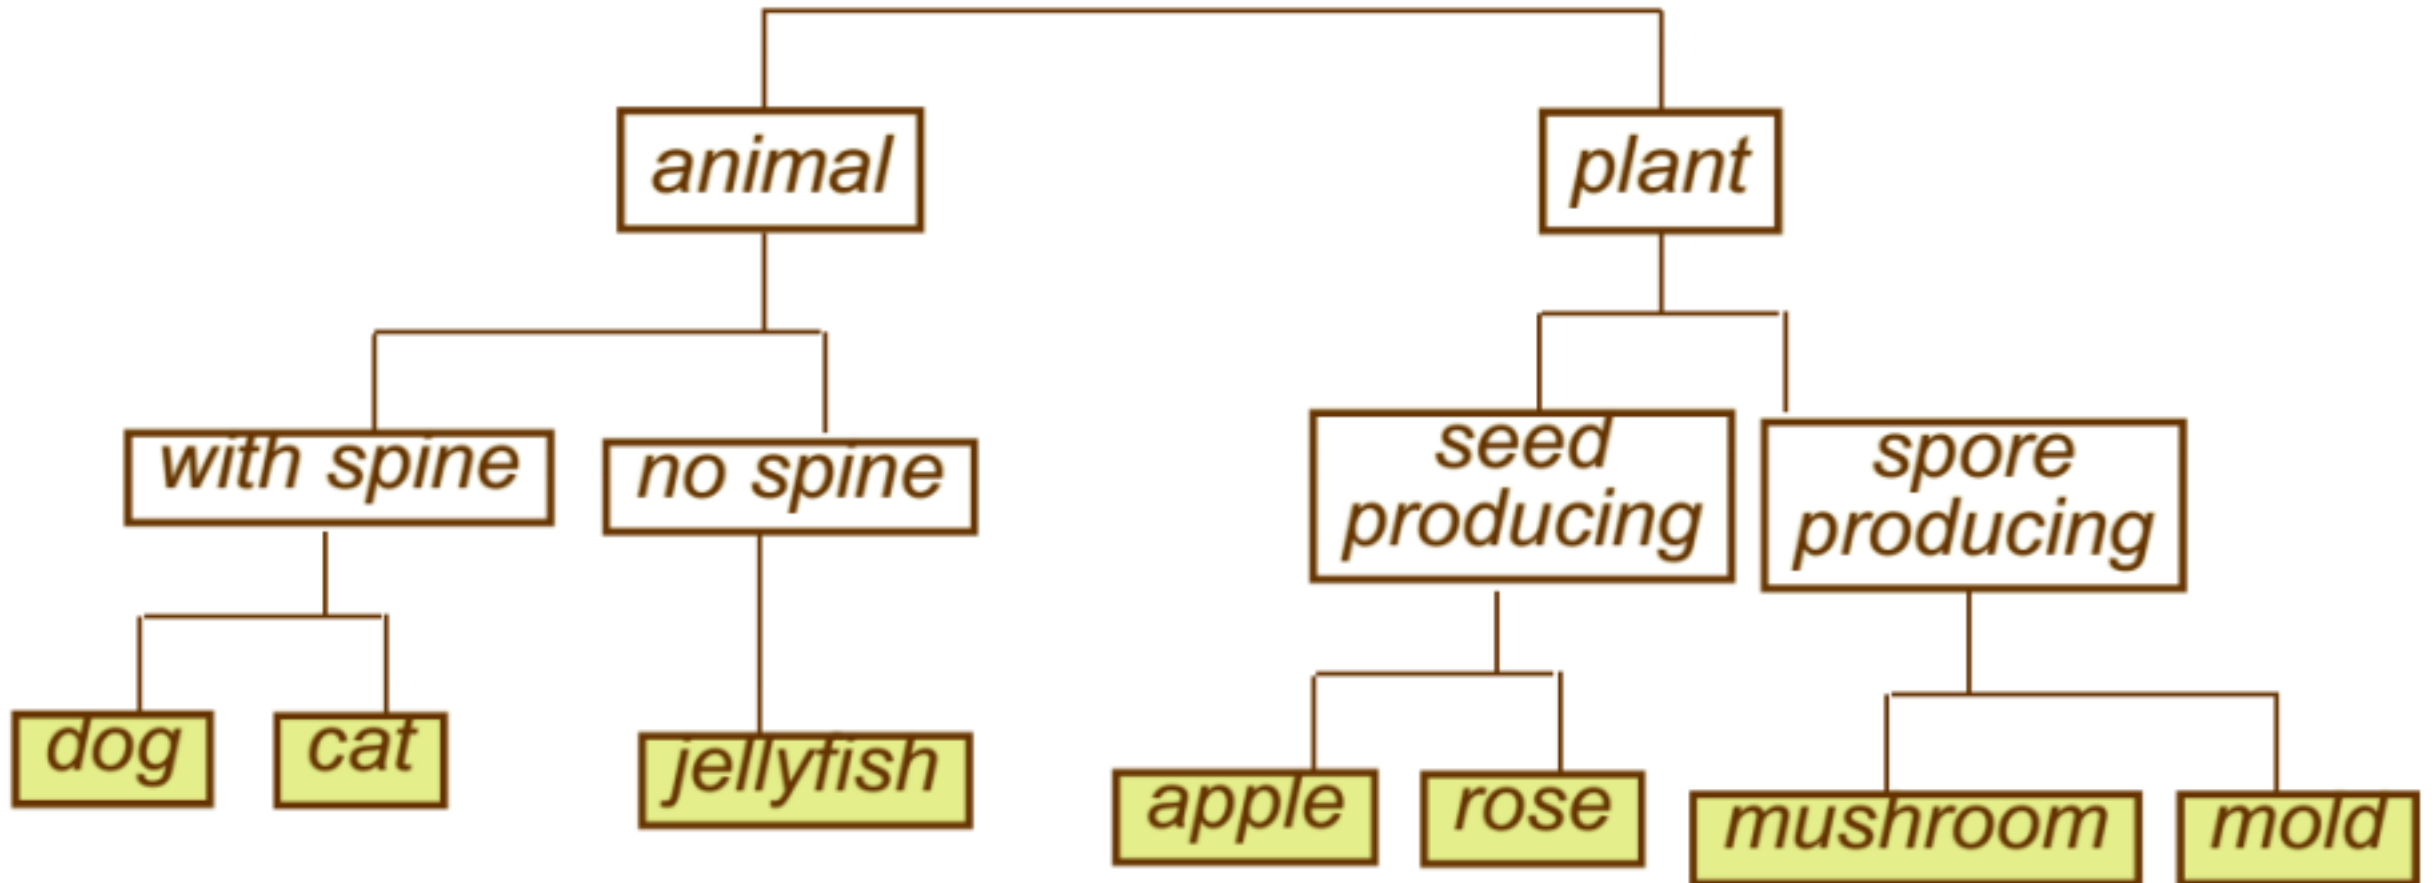 animal
plant
with spine
no spine
seed
producing
spore
producing
dog
cat
jellyfish
apple
rose
mushroom
mold